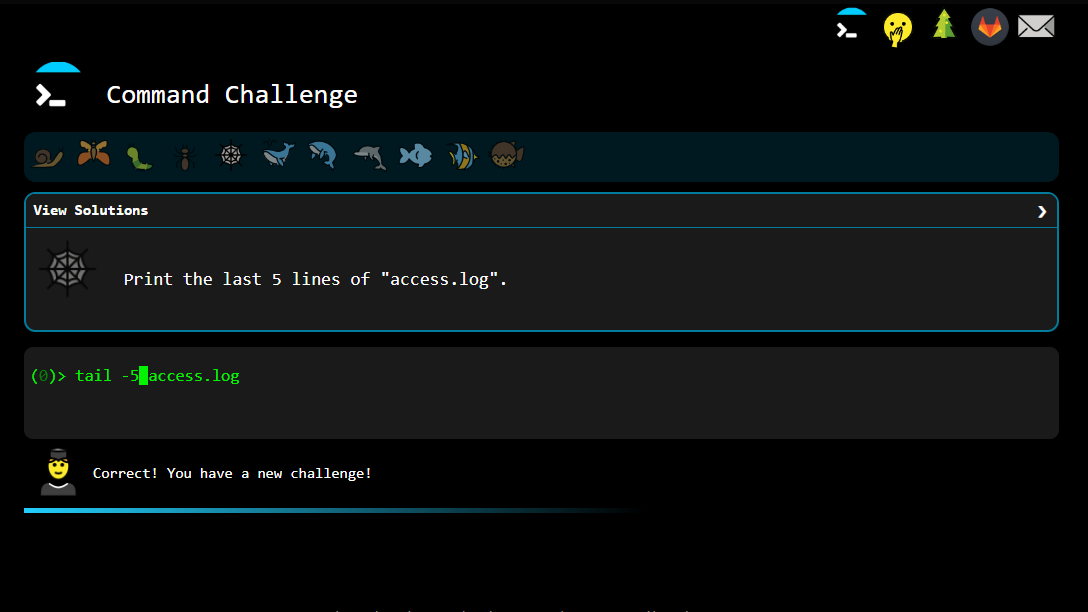 Command Challenge
View Solutions
Print the last 5 lines of "access.log".
(0)> tail -5 access.log
Correct! You have a new challenge!